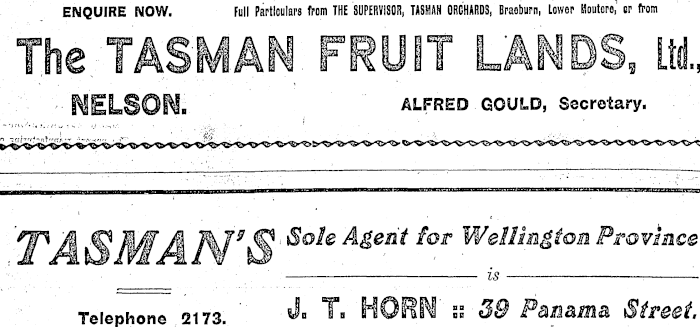 ENQUIRE NOW. Full Particulars from THE SUPERVISOR, TASMAN ORCHARDS, Braeburn, Lower Moutere, or from
The TASMAN FRUIT LANDS, Ltd.,
NELSON. ALFRED GOULD, Secretary.
TASMAN'S Sole Agent for Wellington Province
is
Telephone 2173. J. T. HORN :: 39 Panama Street.